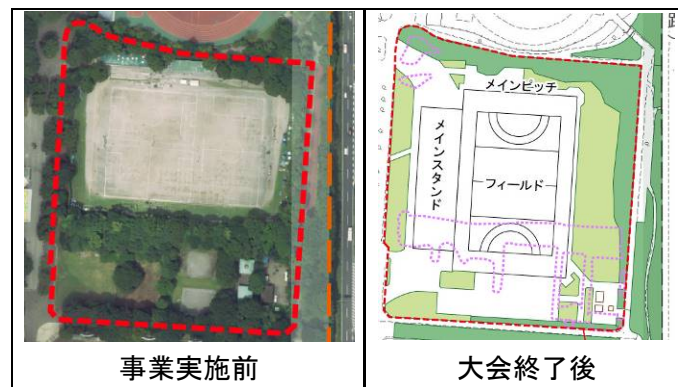 メインピッチ
メインスタンド
フィールド
事業実施前
大会終了後